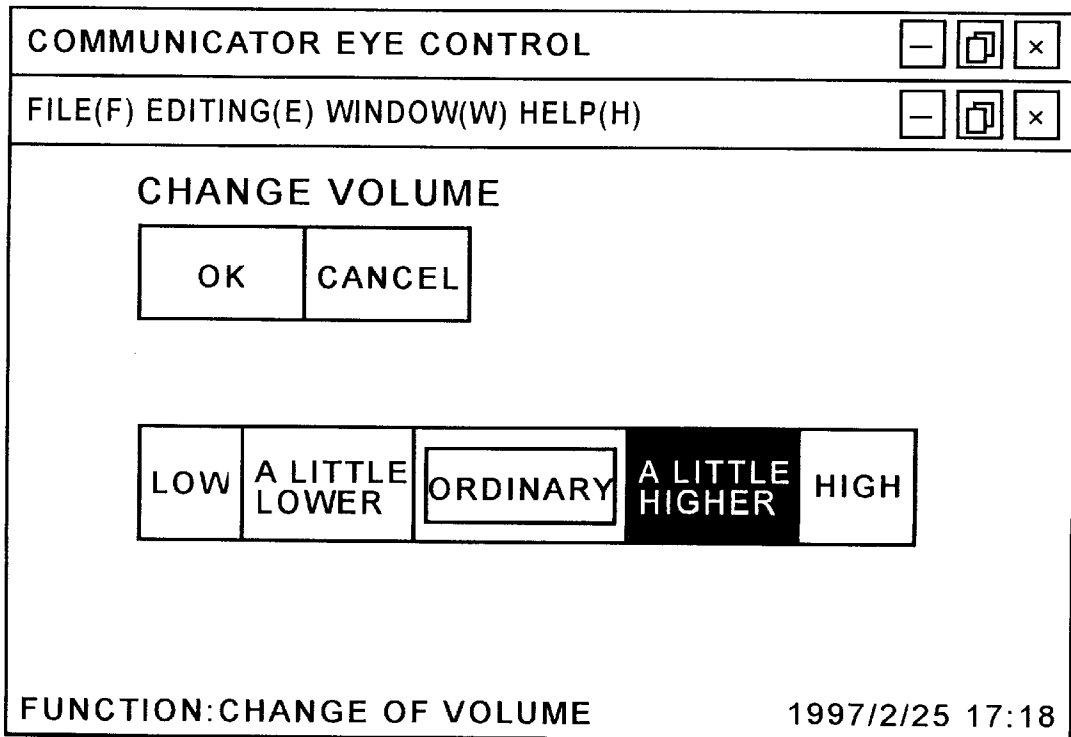 COMMUNICATOR EYE CONTROL
FILE(F) EDITING(E) WINDOW(W) HELP(H)
CHANGE VOLUME
OK CANCEL
LOW A LITTLE LOWER ORDINARY A LITTLE HIGHER HIGH
FUNCTION:CHANGE OF VOLUME 1997/2/25 17:18